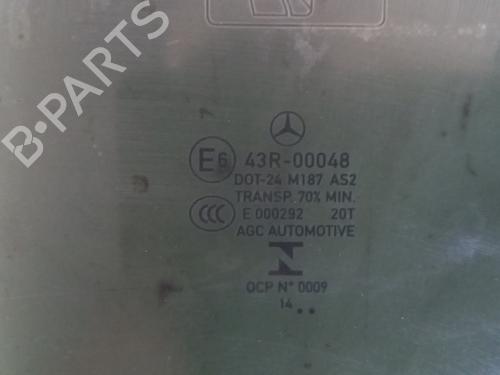 B-Parts
E6 43R-00048
DOT-24 M187 AS2
TRANSP. 70% MIN.
CCC E 000292 20T
AGC AUTOMOTIVE
N
OCP N° 0009
14 ..